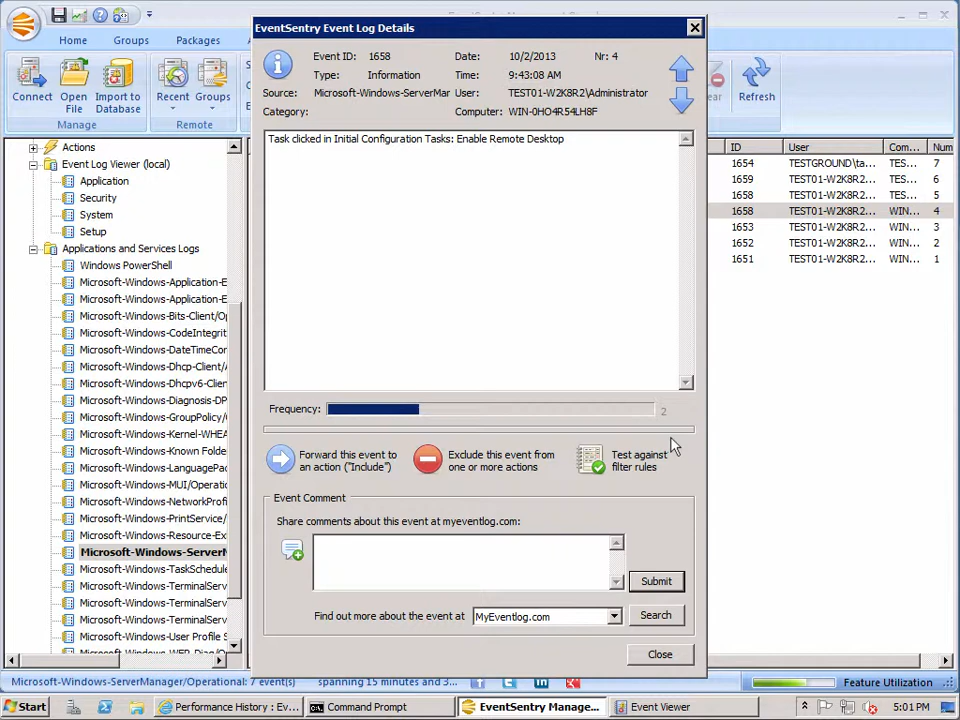 EventSentry Event Log Details
Home
Groups
Packages
Connect
Open File
Import to Database
Recent
Groups
Refresh
Manage
Remote
Event ID: 1658
Date: 10/2/2013
Nr: 4
Type: Information
Time: 9:43:08 AM
Source: Microsoft-Windows-ServerMar
User: TEST01-W2K8R2\Administrator
Category:
Computer: WIN-0HO4R54LH8F
Task clicked in Initial Configuration Tasks: Enable Remote Desktop
Frequency:
2
Forward this event to
an action ("Include")
Exclude this event from
one or more actions
Test against
filter rules
Event Comment
Share comments about this event at myeventlog.com:
Submit
Find out more about the event at
MyEventlog.com
Search
Close
Actions
Event Log Viewer (local)
Application
Security
System
Setup
Applications and Services Logs
Windows PowerShell
Microsoft-Windows-Application-E
Microsoft-Windows-Application-E
Microsoft-Windows-Bits-Client/Op
Microsoft-Windows-CodeIntegrit
Microsoft-Windows-DateTimeCor
Microsoft-Windows-Dhcp-Client/A
Microsoft-Windows-Dhcpv6-Clier
Microsoft-Windows-Diagnosis-DP
Microsoft-Windows-GroupPolicy/
Microsoft-Windows-Kernel-WHEA
Microsoft-Windows-Known Folder
Microsoft-Windows-LanguagePac
Microsoft-Windows-MUI/Operatio
Microsoft-Windows-NetworkProfi
Microsoft-Windows-PrintService/
Microsoft-Windows-Resource-Ex
Microsoft-Windows-ServerM
Microsoft-Windows-TaskSchedule
Microsoft-Windows-TerminalServ
Microsoft-Windows-TerminalServ
Microsoft-Windows-TerminalServ
Microsoft-Windows-User Profile S
ID User Com... Num
1654 TESTGROUND\ta... TES... 7
1659 TEST01-W2K8R2... TES... 6
1658 TEST01-W2K8R2... TES... 5
1658 TEST01-W2K8R2... WIN... 4
1653 TEST01-W2K8R2... WIN... 3
1652 TEST01-W2K8R2... WIN... 2
1651 TEST01-W2K8R2... WIN... 1
Microsoft-Windows-ServerManager/Operational: 7 event(s)
spanning 15 minutes and 3...
Feature Utilization
Start
Performance History : Ev...
Command Prompt
EventSentry Manage...
Event Viewer
5:01 PM